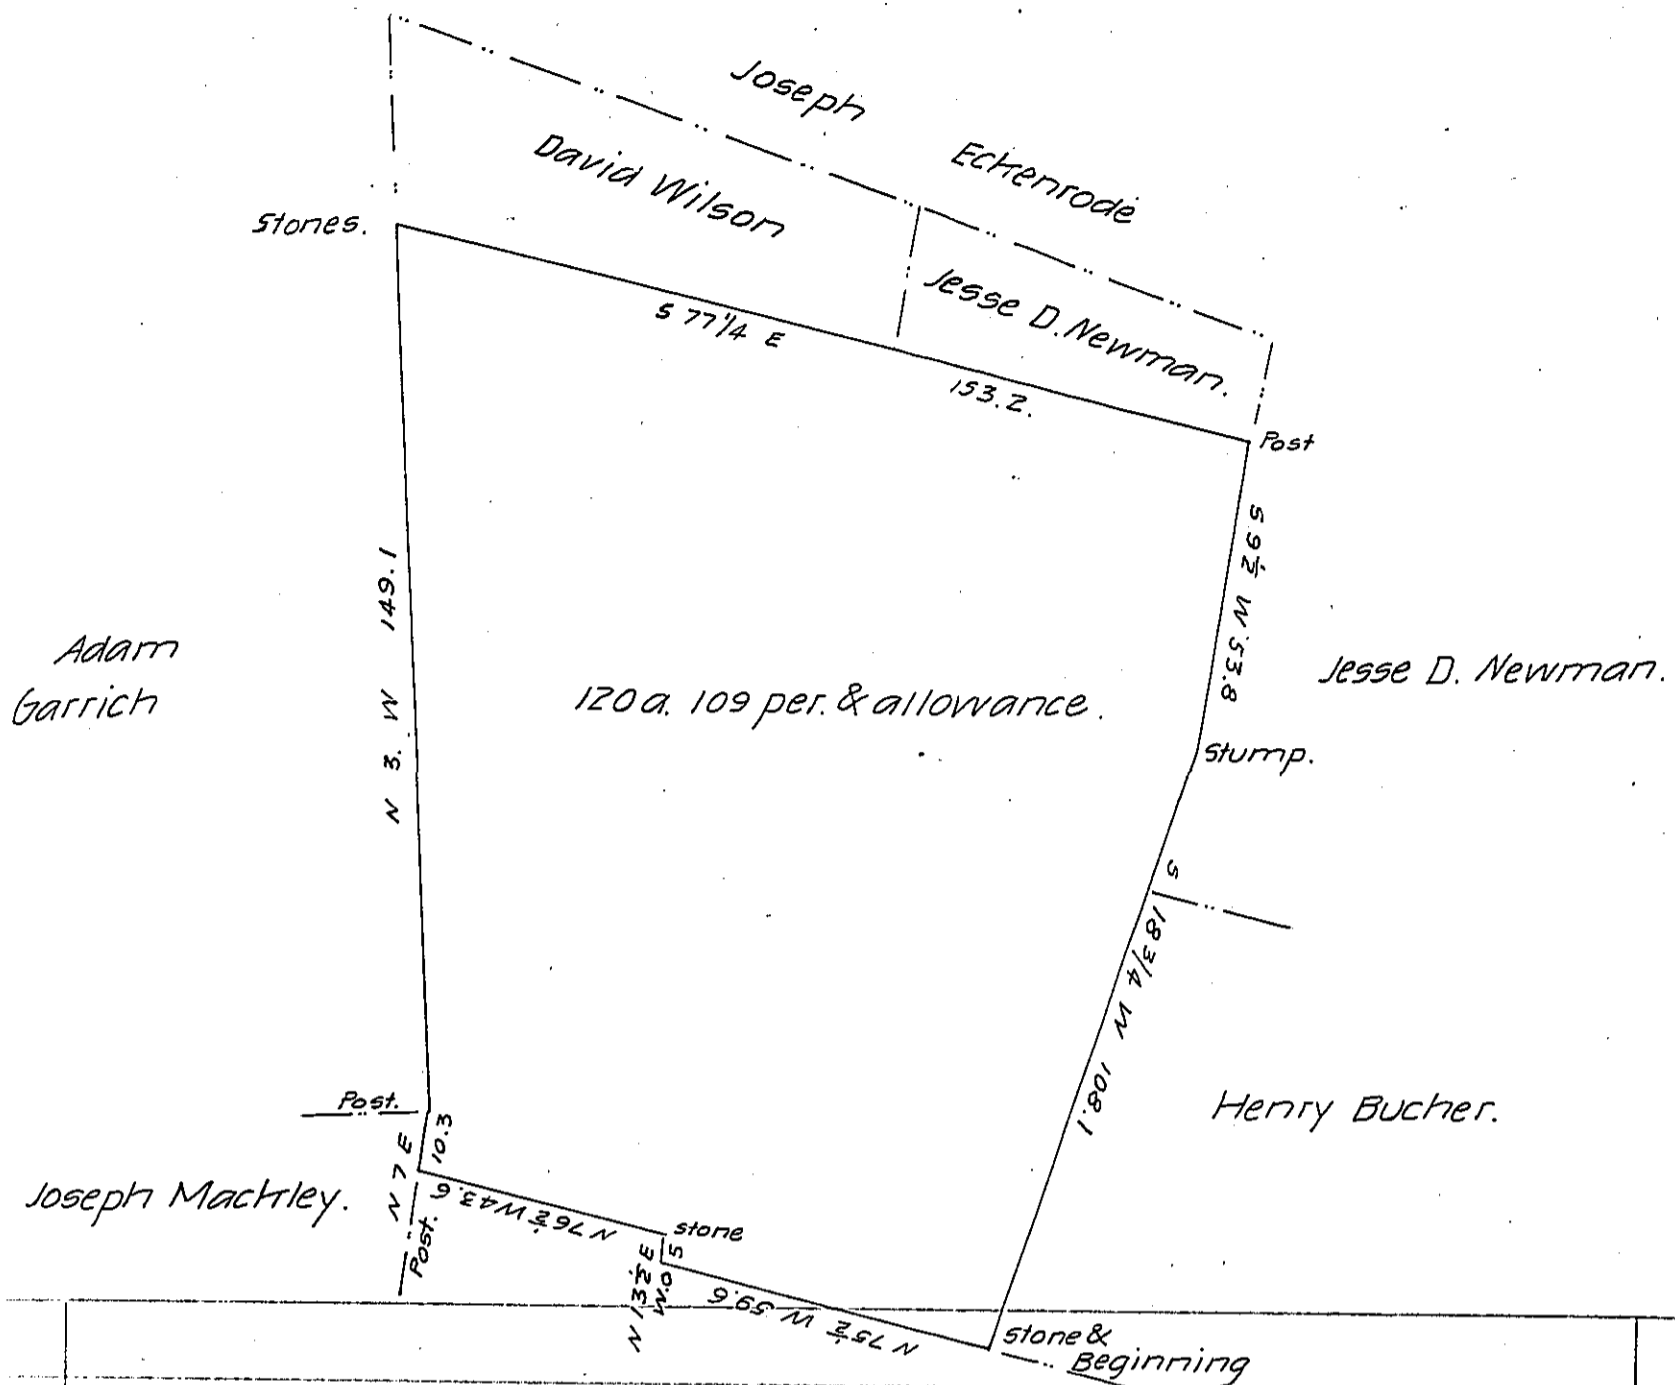 Joseph Eckenrode
David Wilson
Stones.
Jesse D. Newman.
S 77 1/4 E
153.2.
Post
S 9 1/2 W 53.8
149.1
N 3. W
Adam
Garrich
120 a. 109 per. & allowance.
Jesse D. Newman.
Stump.
S 18 3/4 W 108.1
Post.
Henry Bucher.
10.3
N 7 E
Joseph Mackley.
Post.
N 76 1/2 W 43.6
stone
N 13 1/2 E 5
W.O
N 75 1/2 W 59.6
stone &
Beginning